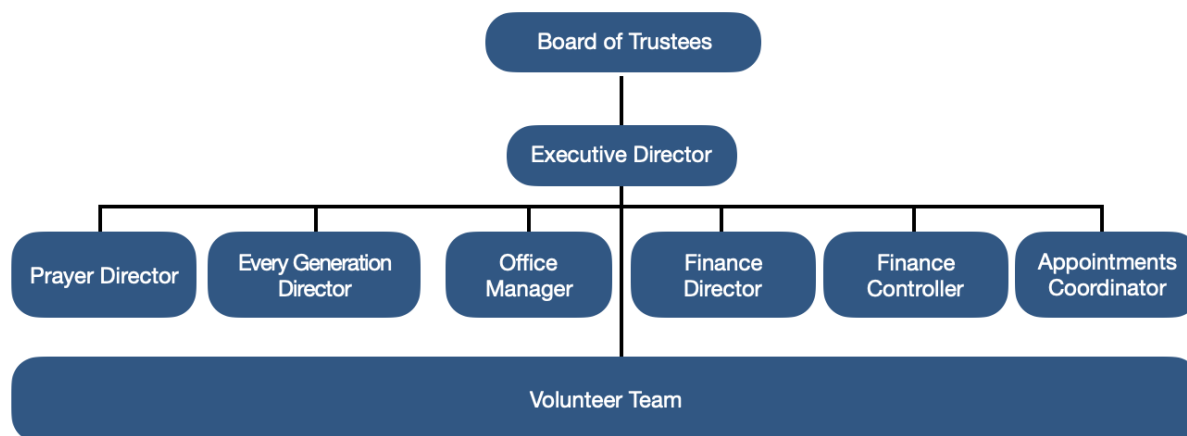 Board of Trustees
Executive Director
Prayer Director
Every Generation
Director
Office
Manager
Finance
Director
Finance
Controller
Appointments
Coordinator
Volunteer Team